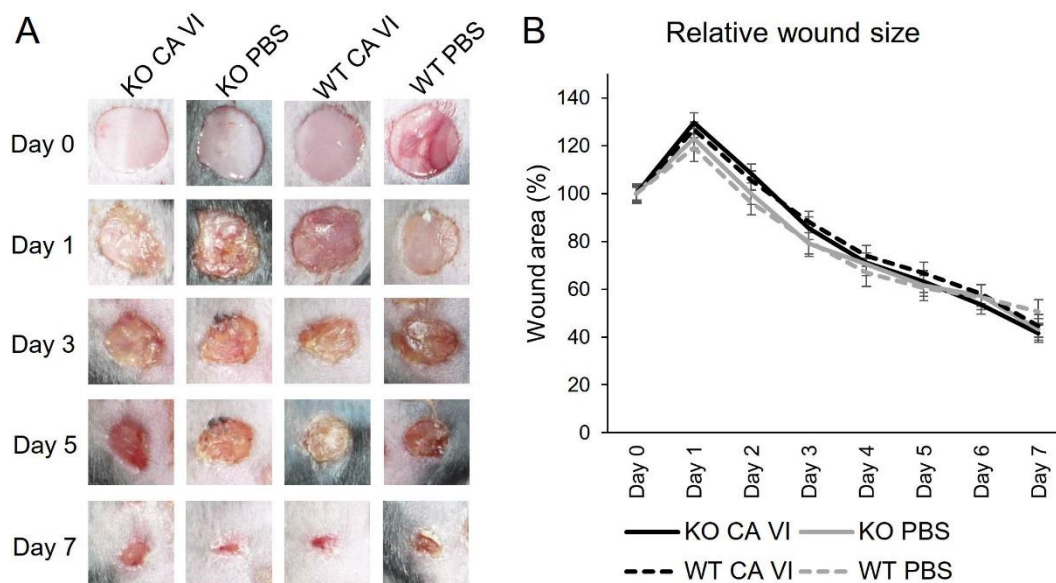 A
KO CA VI
KO PBS
WT CA VI
WT PBS
Day 0
Day 1
Day 3
Day 5
Day 7
B
Relative wound size
Wound area (%)
140
120
100
80
60
40
20
0
Day 0
Day 1
Day 2
Day 3
Day 4
Day 5
Day 6
Day 7
KO CA VI
KO PBS
WT CA VI
WT PBS